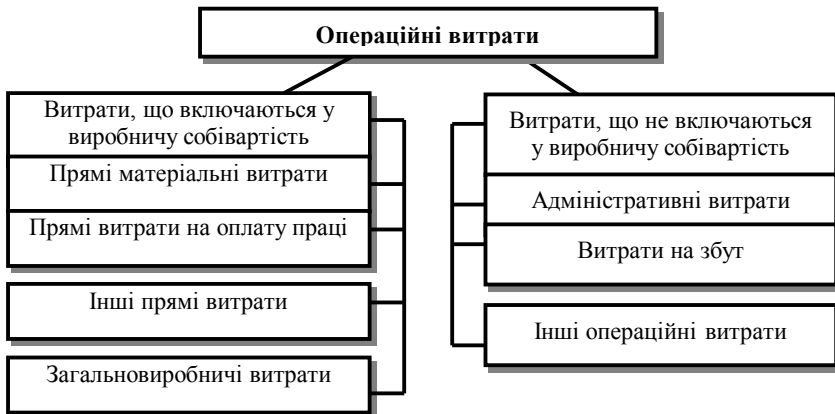 Операційні витрати
Витрати, що включаються у
виробничу собівартість
Прямі матеріальні витрати
Прямі витрати на оплату праці
Інші прямі витрати
Загальновиробничі витрати
Витрати, що не включаються
у виробничу собівартість
Адміністративні витрати
Витрати на збут
Інші операційні витрати